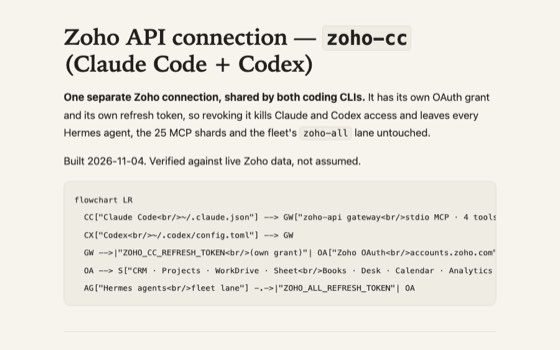 Zoho API connection — zoho-cc
(Claude Code + Codex)
One separate Zoho connection, shared by both coding CLIs. It has its own OAuth grant
and its own refresh token, so revoking it kills Claude and Codex access and leaves every
Hermes agent, the 25 MCP shards and the fleet's zoho-all lane untouched.
Built 2026-11-04. Verified against live Zoho data, not assumed.
flowchart LR
CC["Claude Code<br/>~/.claude.json"] --> GW["zoho-api gateway<br/>stdio MCP · 4 tools
CX["Codex<br/>~/.codex/config.toml"] --> GW
GW -->|"ZOHO_CC_REFRESH_TOKEN<br/>(own grant)"| OA["Zoho OAuth<br/>accounts.zoho.com"
OA --> S["CRM · Projects · WorkDrive · Sheet<br/>Books · Desk · Calendar · Analytics
AG["Hermes agents<br/>fleet lane"] -.->|"ZOHO_ALL_REFRESH_TOKEN"| OA